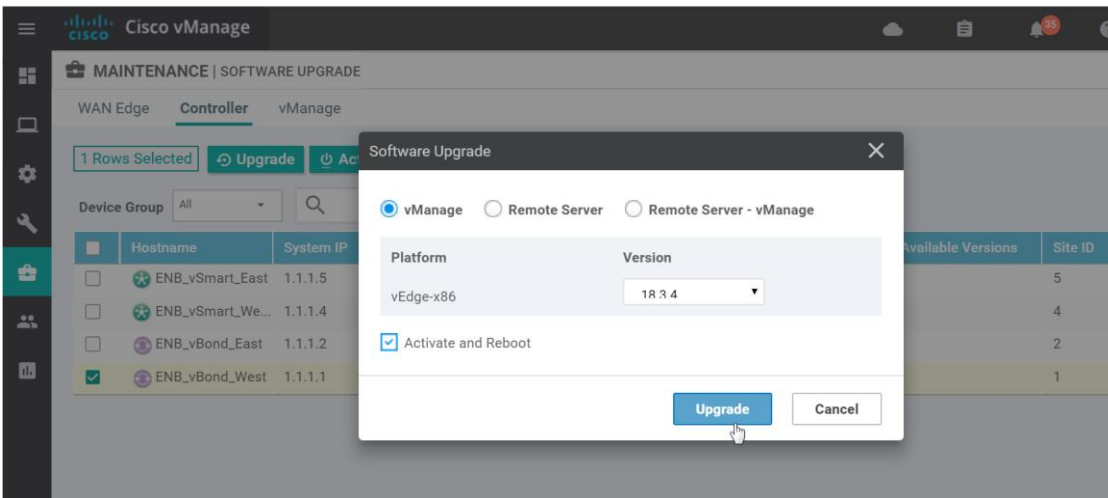 cisco Cisco vManage 35
MAINTENANCE | SOFTWARE UPGRADE
WAN Edge Controller vManage
1 Rows Selected Upgrade Ac
Software Upgrade
Device Group All
vManage Remote Server Remote Server - vManage
Hostname System IP Available Versions Site ID
Platform Version
ENB_vSmart_East 1.1.1.5 5
vEdge-x86 18.3.4
ENB_vSmart_We... 1.1.1.4 4
ENB_vBond_East 1.1.1.2 2
Activate and Reboot
ENB_vBond_West 1.1.1.1 1
Upgrade Cancel